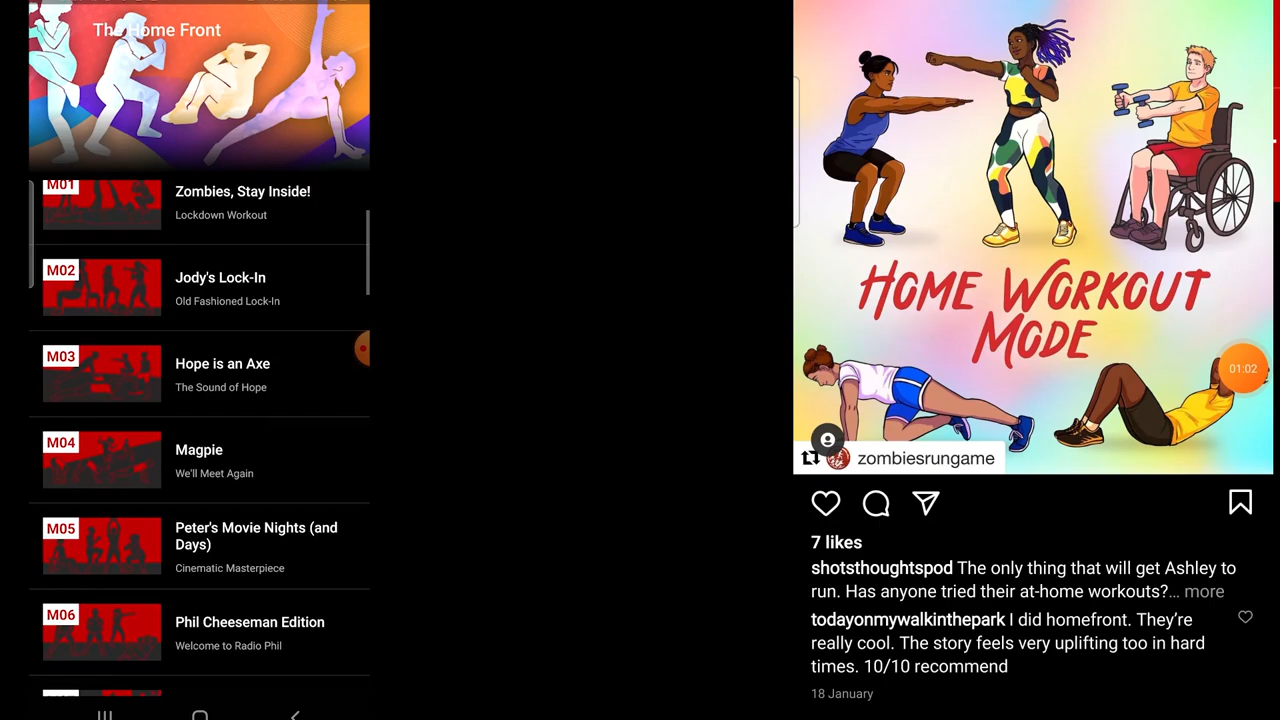 The Home Front
M01
Zombies, Stay Inside!
Lockdown Workout
M02
Jody's Lock-In
Old Fashioned Lock-In
M03
Hope is an Axe
The Sound of Hope
M04
Magpie
We'll Meet Again
M05
Peter's Movie Nights (and
Days)
Cinematic Masterpiece
M06
Phil Cheeseman Edition
Welcome to Radio Phil
HOME WORKOUT
MODE
01:02
zombiesrungame
7 likes
shotsthoughtspod The only thing that will get Ashley to
run. Has anyone tried their at-home workouts?... more
todayonmywalkinthepark I did homefront. They're
really cool. The story feels very uplifting too in hard
times. 10/10 recommend
18 January